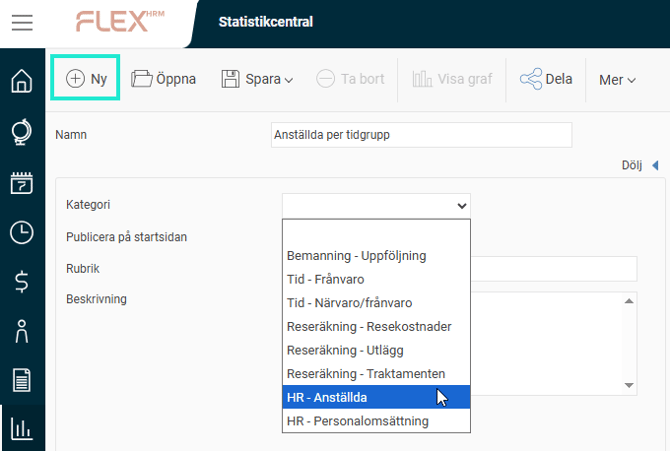 FLEX HRM
Statistikcentral
Ny
Öppna
Spara
Ta bort
Visa graf
Dela
Mer
Namn
Anställda per tidgrupp
Dölj
Kategori
Publicera på startsidan
Rubrik
Beskrivning
Bemanning - Uppföljning
Tid - Frånvaro
Tid - Närvaro/frånvaro
Reseräkning - Resekostnader
Reseräkning - Utlägg
Reseräkning - Traktamenten
HR - Anställda
HR - Personalomsättning
7